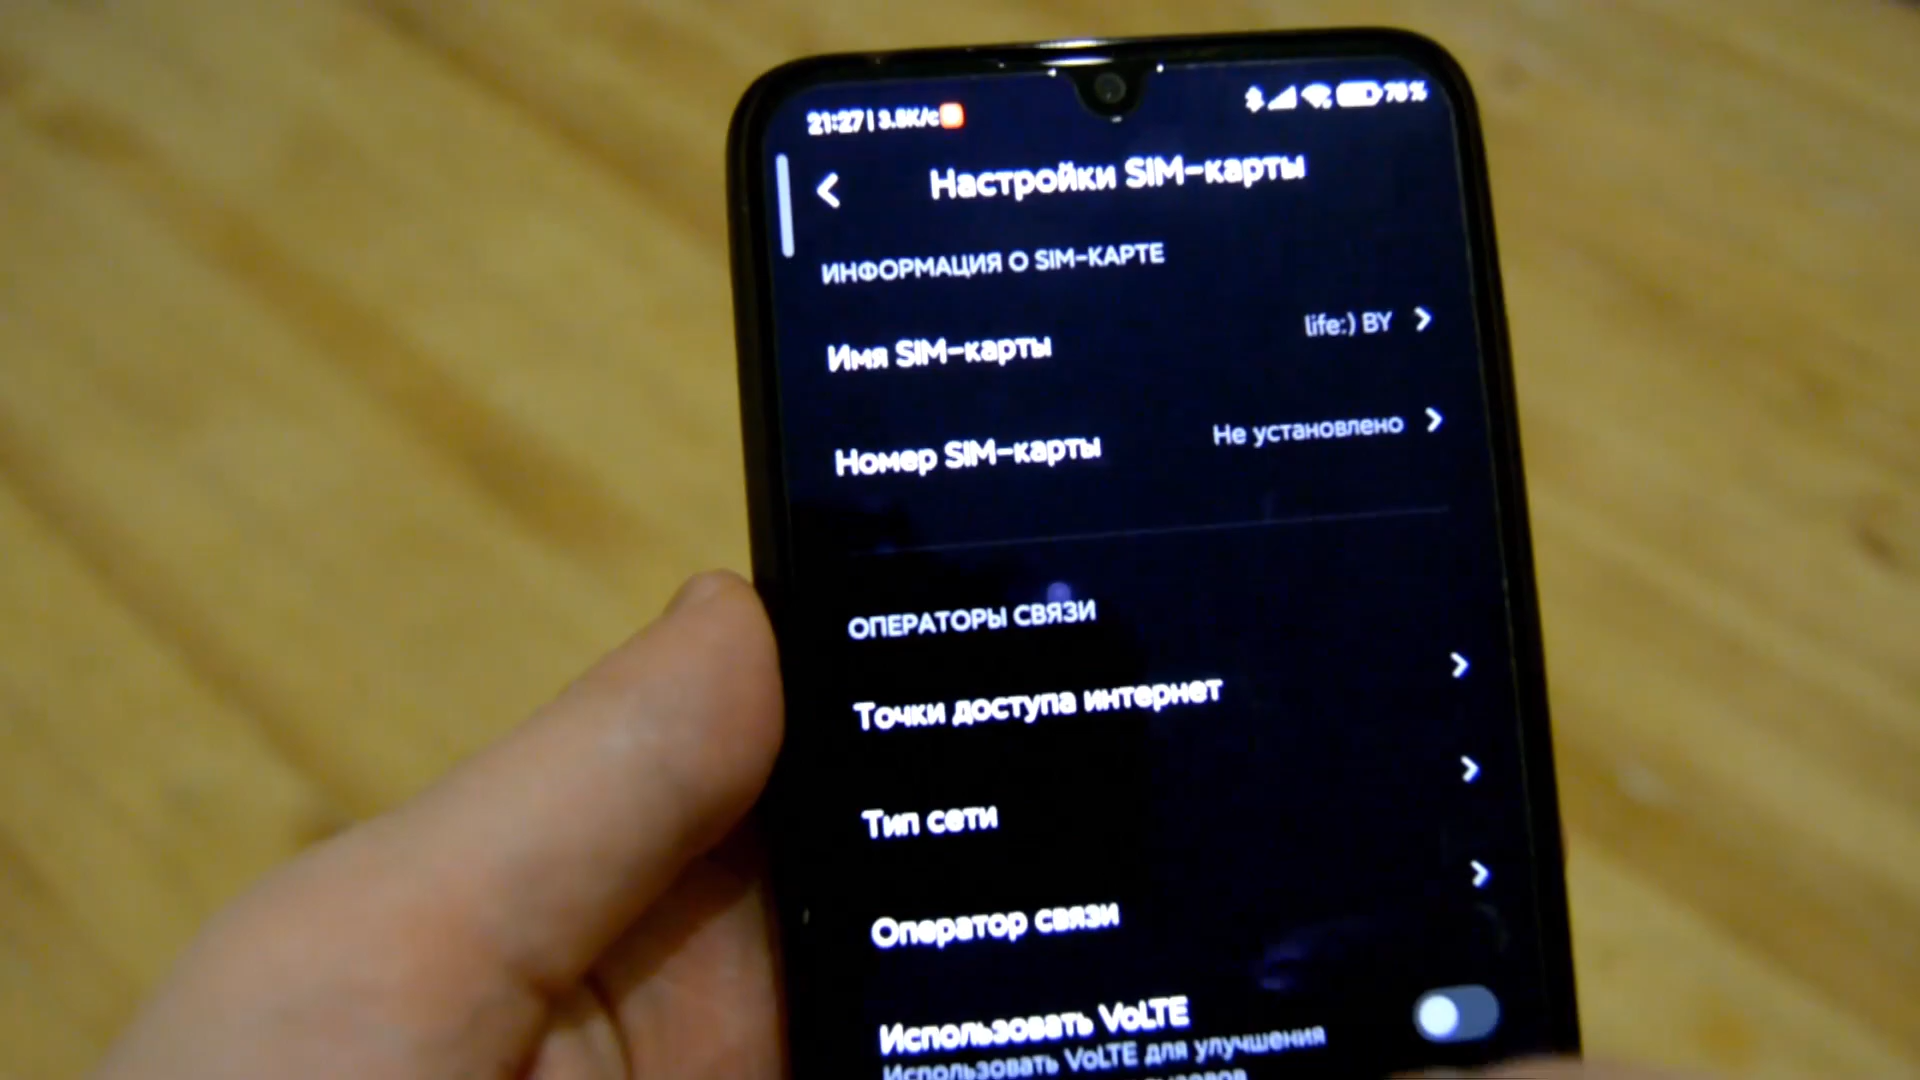 21:27 | 3.8K/c 78%
Настройки SIM-карты
ИНФОРМАЦИЯ О SIM-КАРТЕ
Имя SIM-карты life:) BY
Номер SIM-карты Не установлено
ОПЕРАТОРЫ СВЯЗИ
Точки доступа интернет
Тип сети
Оператор связи
Использовать VoLTE
Использовать VoLTE для улучшения